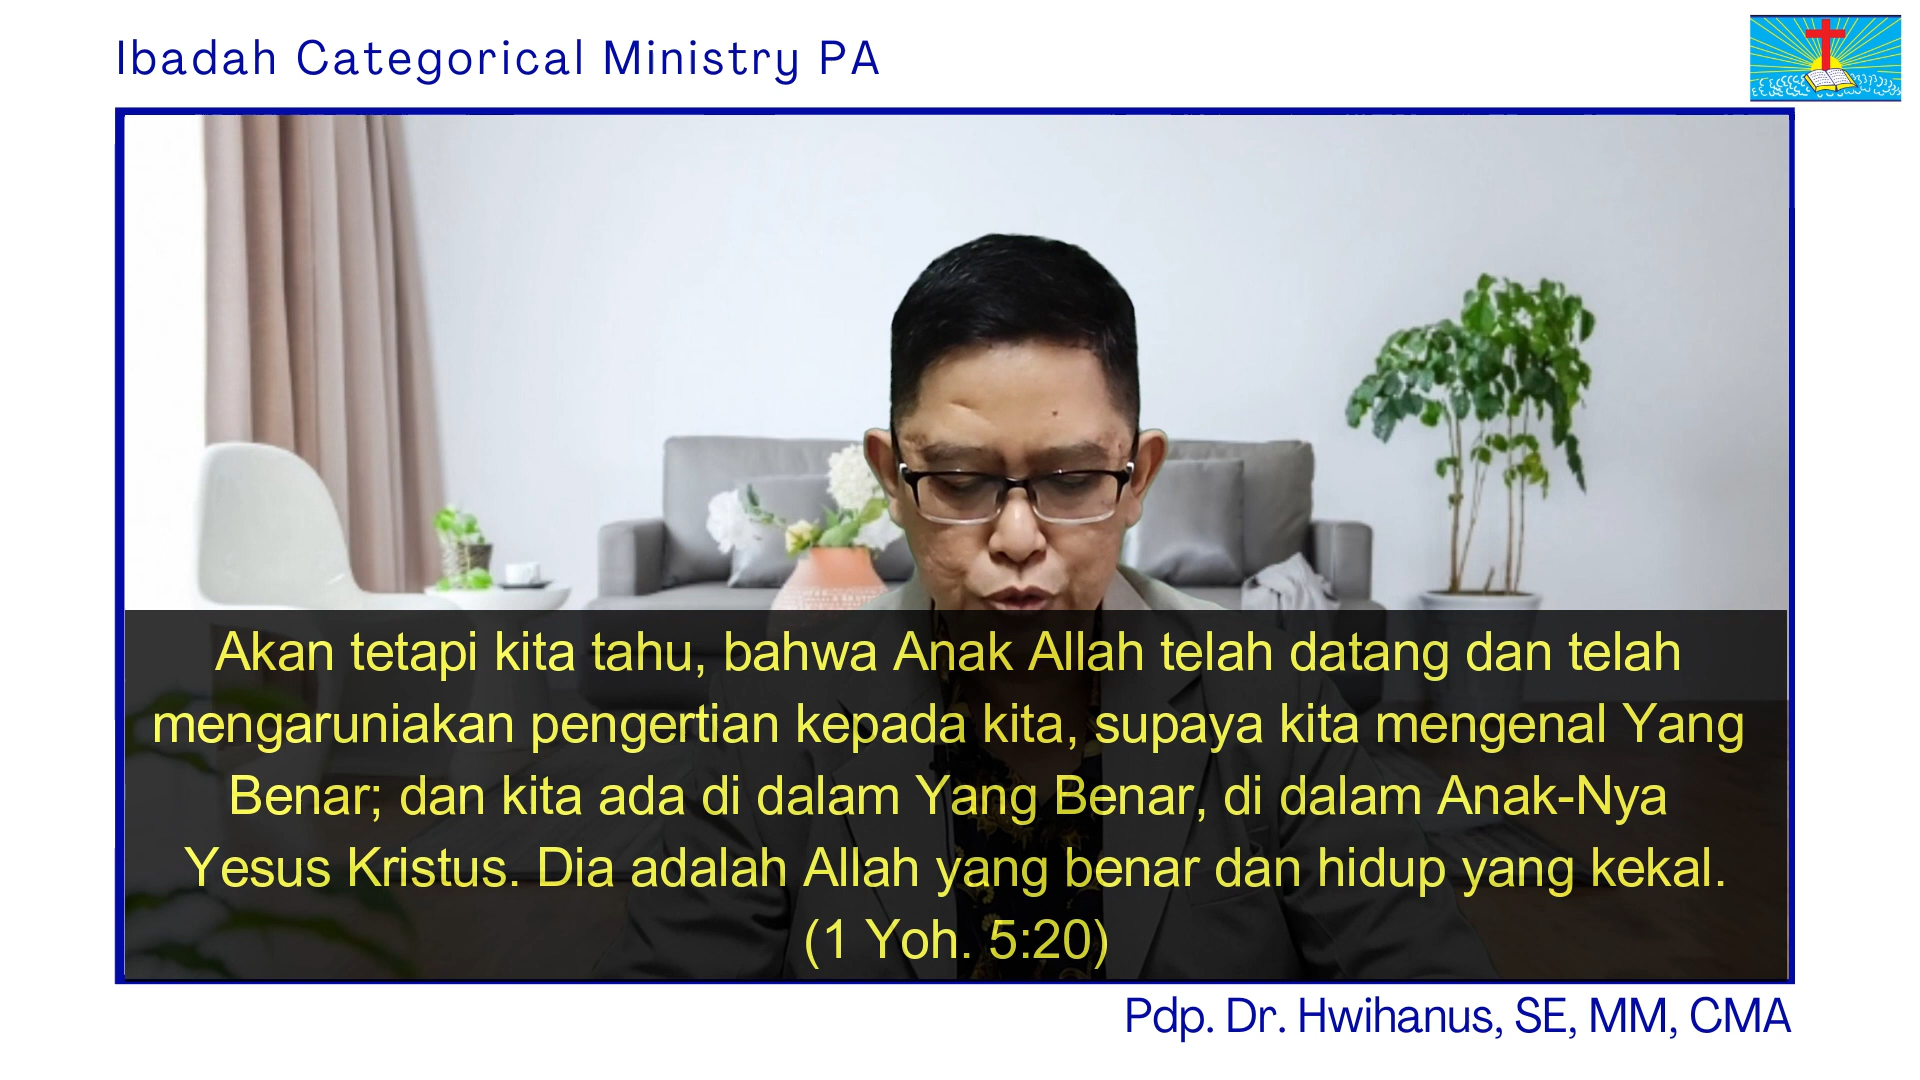 Ibadah Categorical Ministry PA
Akan tetapi kita tahu, bahwa Anak Allah telah datang dan telah
mengaruniakan pengertian kepada kita, supaya kita mengenal Yang
Benar; dan kita ada di dalam Yang Benar, di dalam Anak-Nya
Yesus Kristus. Dia adalah Allah yang benar dan hidup yang kekal.
(1 Yoh. 5:20)
Pdp. Dr. Hwihanus, SE, MM, CMA